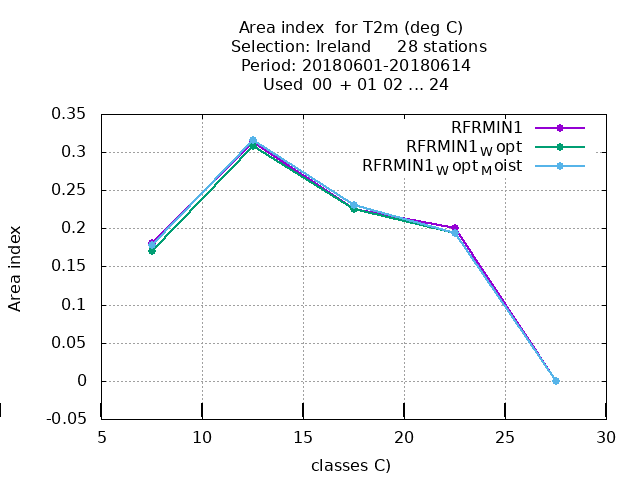 Area index  for T2m (deg C)
Selection: Ireland     28 stations
Period: 20180601-20180614
Used  00  + 01 02 ... 24
0.35
0.3
0.25
0.2
0.15
0.1
0.05
0
-0.05
Area index
RFRMIN1
RFRMIN1Wopt
RFRMIN1WoptMoist
5 10 15 20 25 30
classes C)